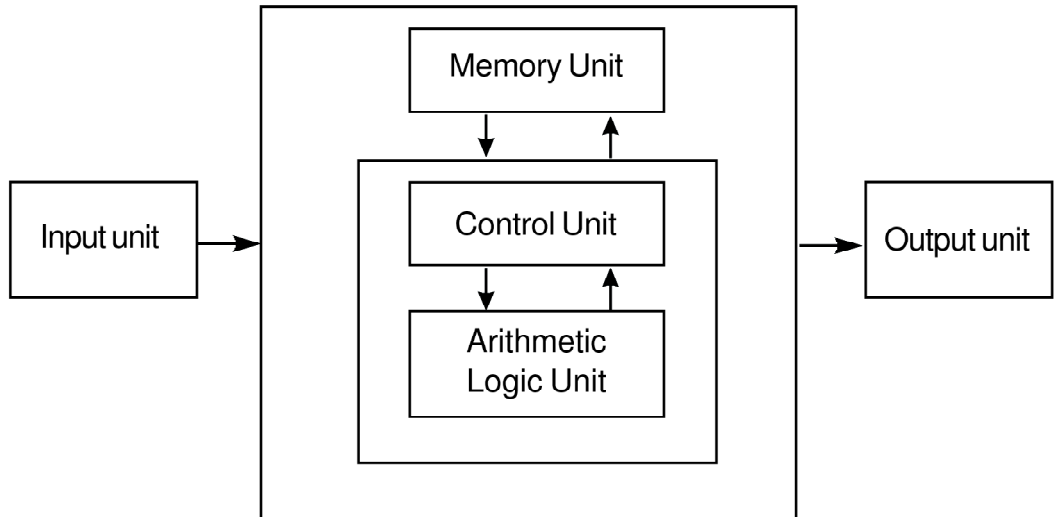 Memory Unit
Input unit
Control Unit
Output unit
Arithmetic
Logic Unit